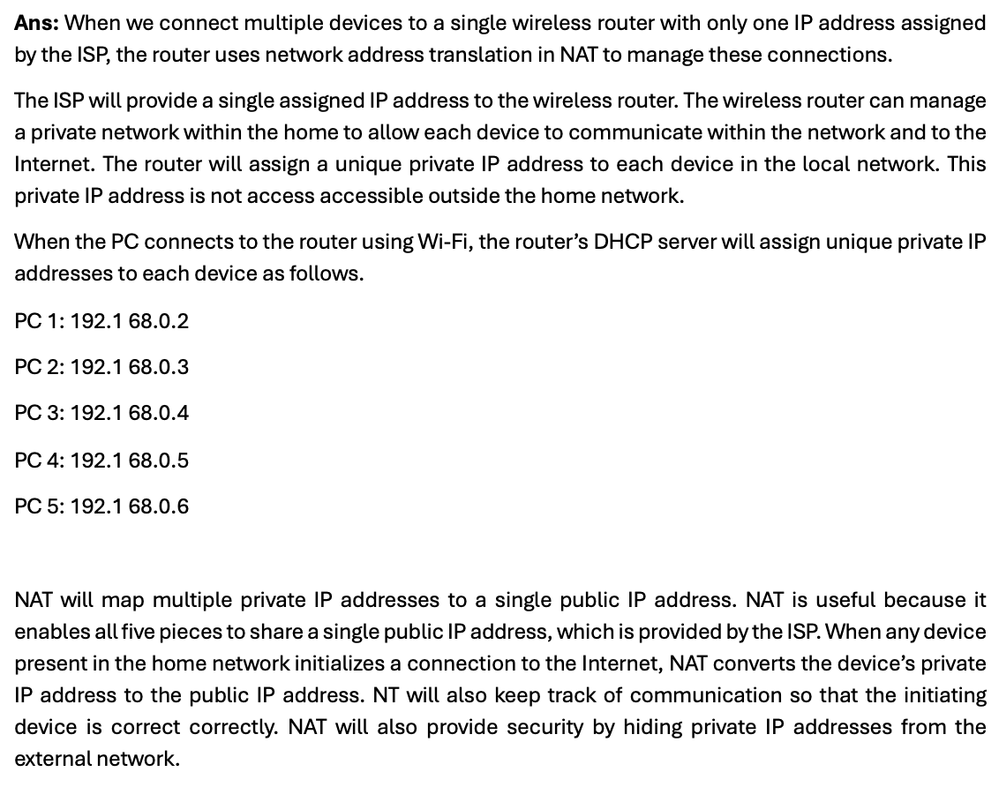 Ans: When we connect multiple devices to a single wireless router with only one IP address assigned
by the ISP, the router uses network address translation in NAT to manage these connections.
The ISP will provide a single assigned IP address to the wireless router. The wireless router can manage
a private network within the home to allow each device to communicate within the network and to the
Internet. The router will assign a unique private IP address to each device in the local network. This
private IP address is not access accessible outside the home network.
When the PC connects to the router using Wi-Fi, the router’s DHCP server will assign unique private IP
addresses to each device as follows.
PC 1: 192.1 68.0.2
PC 2: 192.1 68.0.3
PC 3: 192.1 68.0.4
PC 4: 192.1 68.0.5
PC 5: 192.1 68.0.6
NAT will map multiple private IP addresses to a single public IP address. NAT is useful because it
enables all five pieces to share a single public IP address, which is provided by the ISP. When any device
present in the home network initializes a connection to the Internet, NAT converts the device’s private
IP address to the public IP address. NT will also keep track of communication so that the initiating
device is correct correctly. NAT will also provide security by hiding private IP addresses from the
external network.